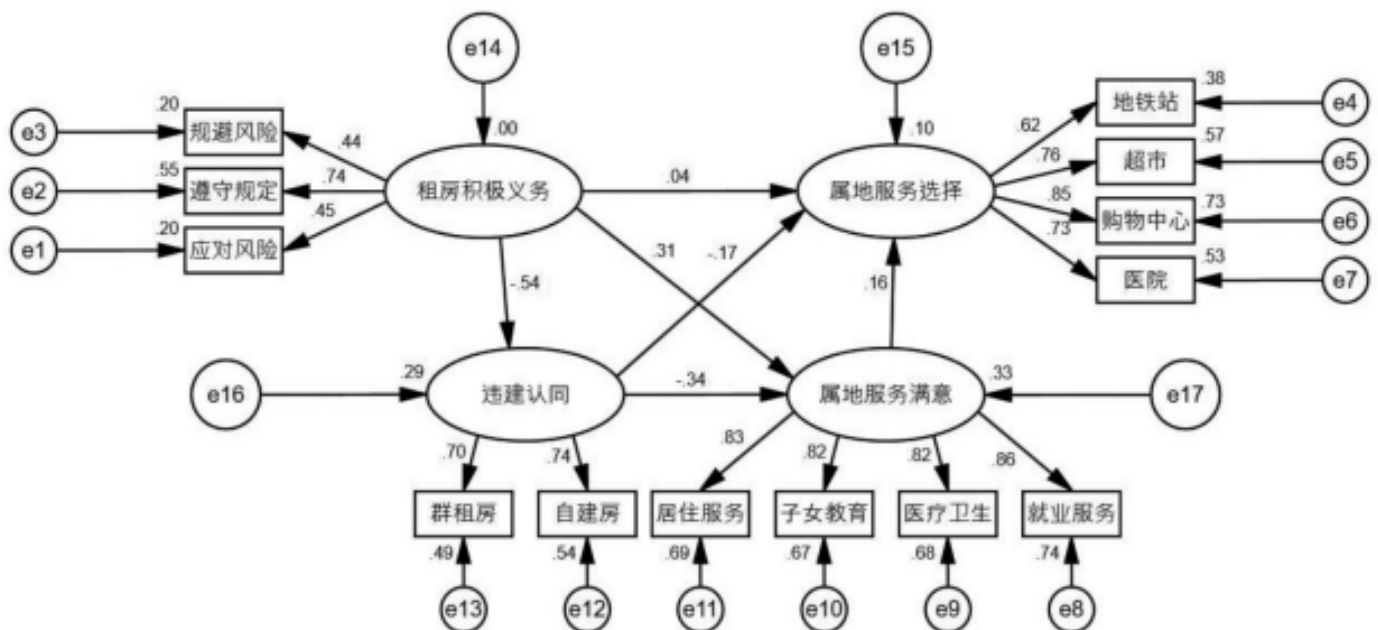 e14
e15
.38
.20
地铁站
e4
e3
规避风险
.00
.10
.62
.57
.44
.76
超市
e5
.55
e2
遵守规定
.74
租房积极义务
.04
属地服务选择
.85
.73
.20
.45
购物中心
e6
e1
应对风险
.73
.53
.31
-.17
医院
e7
-.54
.16
.29
.33
e16
违建认同
-.34
属地服务满意
e17
.70
.74
.83
.82
.82
.86
群租房
自建房
居住服务
子女教育
医疗卫生
就业服务
.49
.54
.69
.67
.68
.74
e13
e12
e11
e10
e9
e8